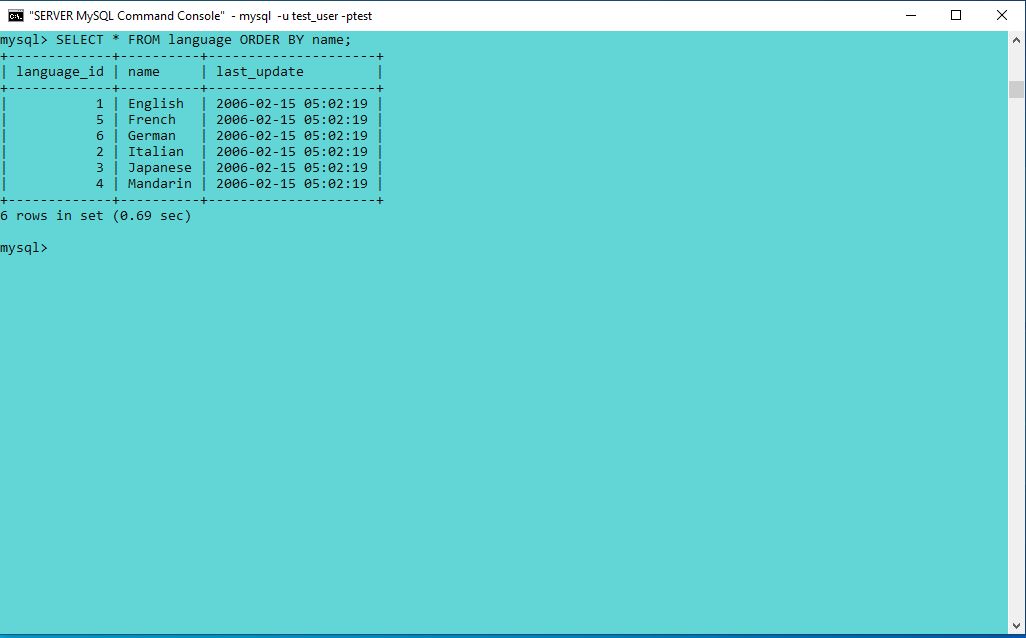 "SERVER MySQL Command Console" - mysql -u test_user -ptest
mysql> SELECT * FROM language ORDER BY name;
+-------------+----------+---------------------+
| language_id | name     | last_update         |
+-------------+----------+---------------------+
|           1 | English  | 2006-02-15 05:02:19 |
|           5 | French   | 2006-02-15 05:02:19 |
|           6 | German   | 2006-02-15 05:02:19 |
|           2 | Italian  | 2006-02-15 05:02:19 |
|           3 | Japanese | 2006-02-15 05:02:19 |
|           4 | Mandarin | 2006-02-15 05:02:19 |
+-------------+----------+---------------------+
6 rows in set (0.69 sec)
mysql>